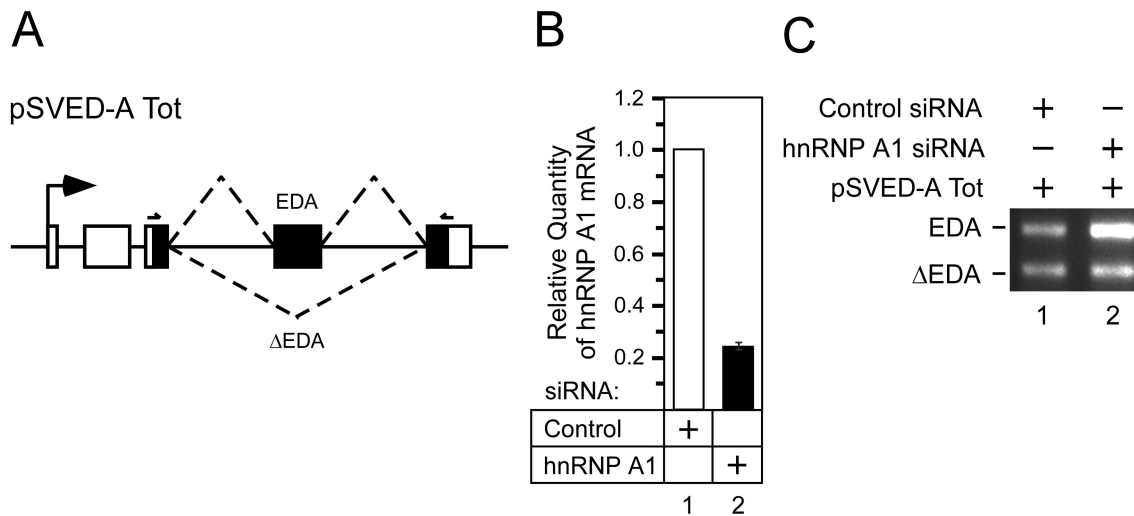 A
pSVED-A Tot
EDA
ΔEDA
B
Relative Quantity
of hnRNP A1 mRNA
1.2
1.0
0.8
0.6
0.4
0.2
siRNA:
Control +
hnRNP A1 +
1 2
C
Control siRNA + −
hnRNP A1 siRNA − +
pSVED-A Tot + +
EDA −
ΔEDA −
1 2